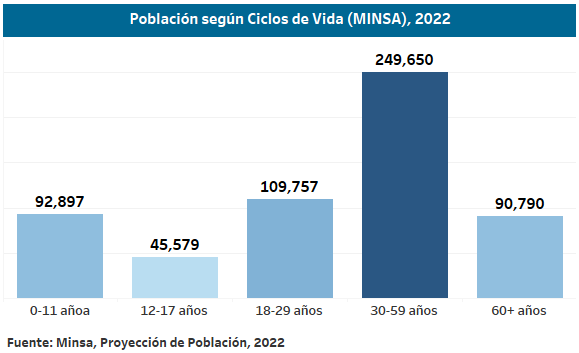 Población según Ciclos de Vida (MINSA), 2022
249,650
109,757
92,897
90,790
45,579
0-11 añoa
12-17 años
18-29 años
30-59 años
60+ años
Fuente: Minsa, Proyección de Población, 2022